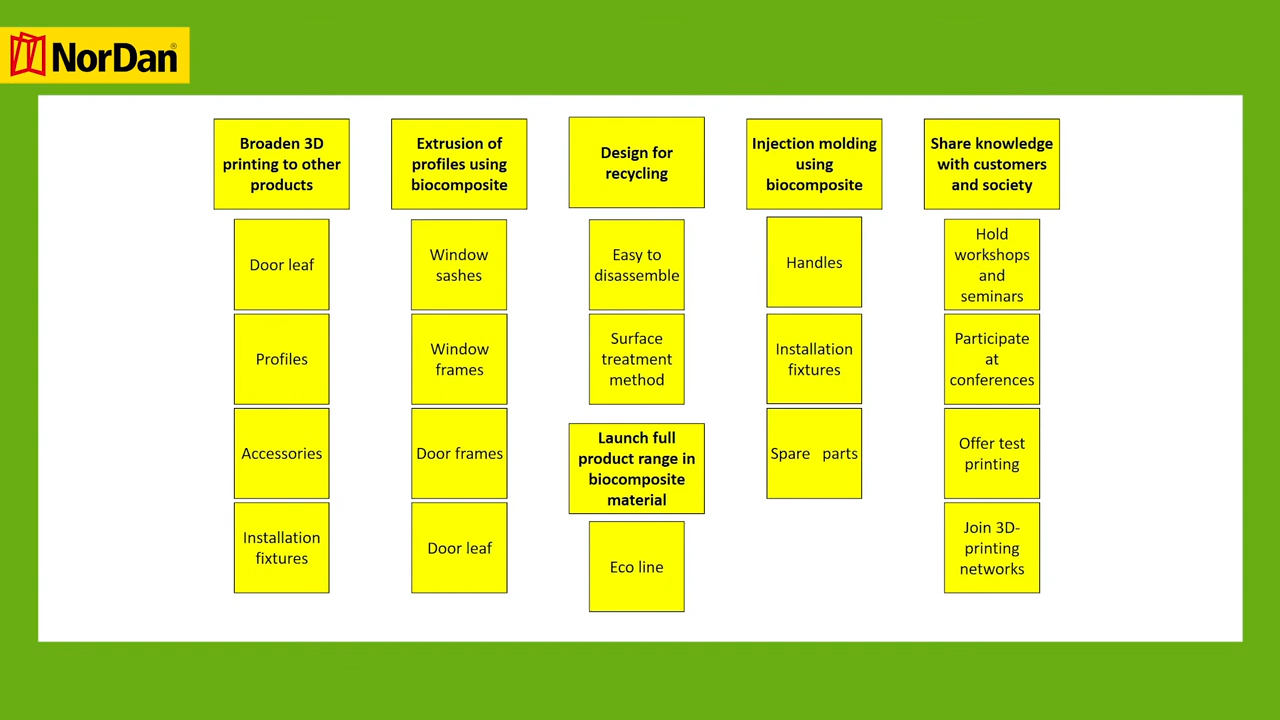 NorDan®
Broaden 3D
printing to other
products
Door leaf
Profiles
Accessories
Installation
fixtures
Extrusion of
profiles using
biocomposite
Window
sashes
Window
frames
Door frames
Door leaf
Design for
recycling
Easy to
disassemble
Surface
treatment
method
Launch full
product range in
biocomposite
material
Eco line
Injection molding
using
biocomposite
Handles
Installation
fixtures
Spare parts
Share knowledge
with customers
and society
Hold
workshops
and
seminars
Participate
at
conferences
Offer test
printing
Join 3D-
printing
networks